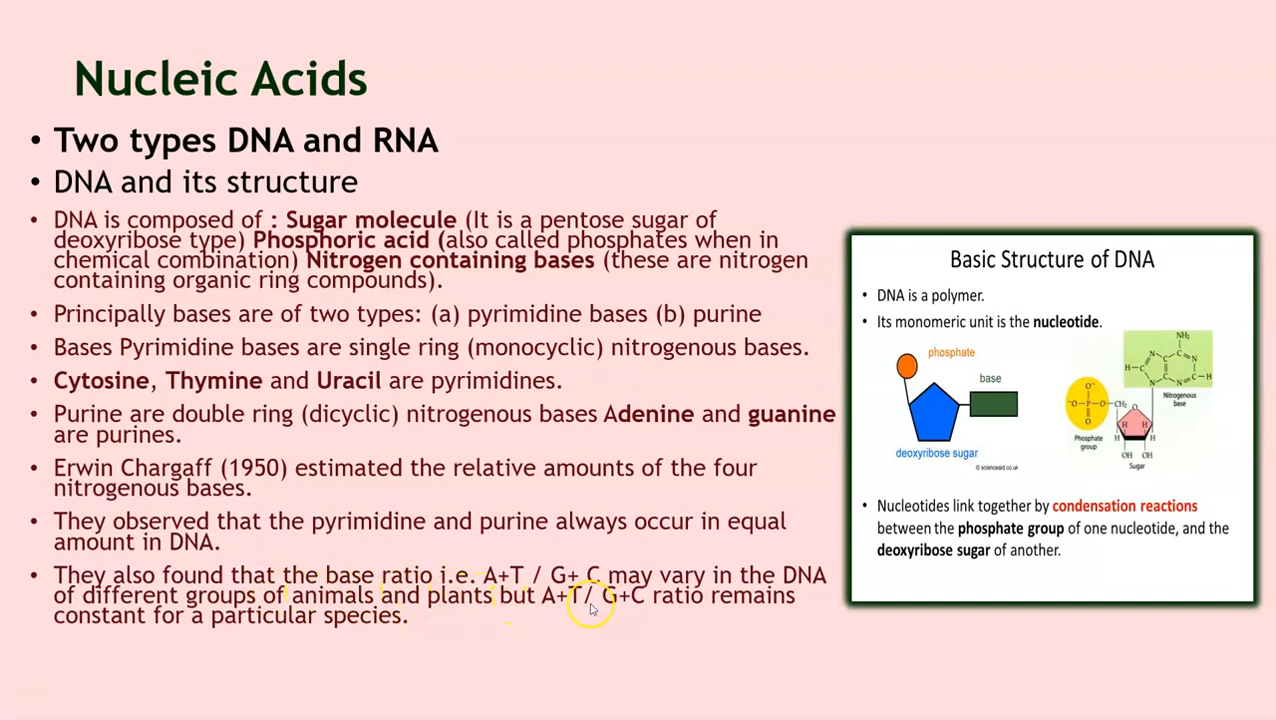 Nucleic Acids
• Two types DNA and RNA
• DNA and its structure
• DNA is composed of : Sugar molecule (It is a pentose sugar of
deoxyribose type) Phosphoric acid (also called phosphates when in
chemical combination) Nitrogen containing bases (these are nitrogen
containing organic ring compounds).
• Principally bases are of two types: (a) pyrimidine bases (b) purine
• Bases Pyrimidine bases are single ring (monocyclic) nitrogenous bases.
• Cytosine, Thymine and Uracil are pyrimidines.
• Purine are double ring (dicyclic) nitrogenous bases Adenine and guanine
are purines.
• Erwin Chargaff (1950) estimated the relative amounts of the four
nitrogenous bases.
• They observed that the pyrimidine and purine always occur in equal
amount in DNA.
• They also found that the base ratio i.e. A+T / G+ C may vary in the DNA
of different groups of animals and plants but A+T/ G+C ratio remains
constant for a particular species.
Basic Structure of DNA
• DNA is a polymer.
• Its monomeric unit is the nucleotide.
phosphate
base
deoxyribose sugar
© scienceaid.co.uk
NH₂
N
C
C
N
H—C
C
C
C—H
N
N
Nitrogenous
base
O⁻
⁻O—P—O—CH₂
O
O
H
H
H
H
OH
OH
Phosphate
group
Sugar
• Nucleotides link together by condensation reactions
between the phosphate group of one nucleotide, and the
deoxyribose sugar of another.